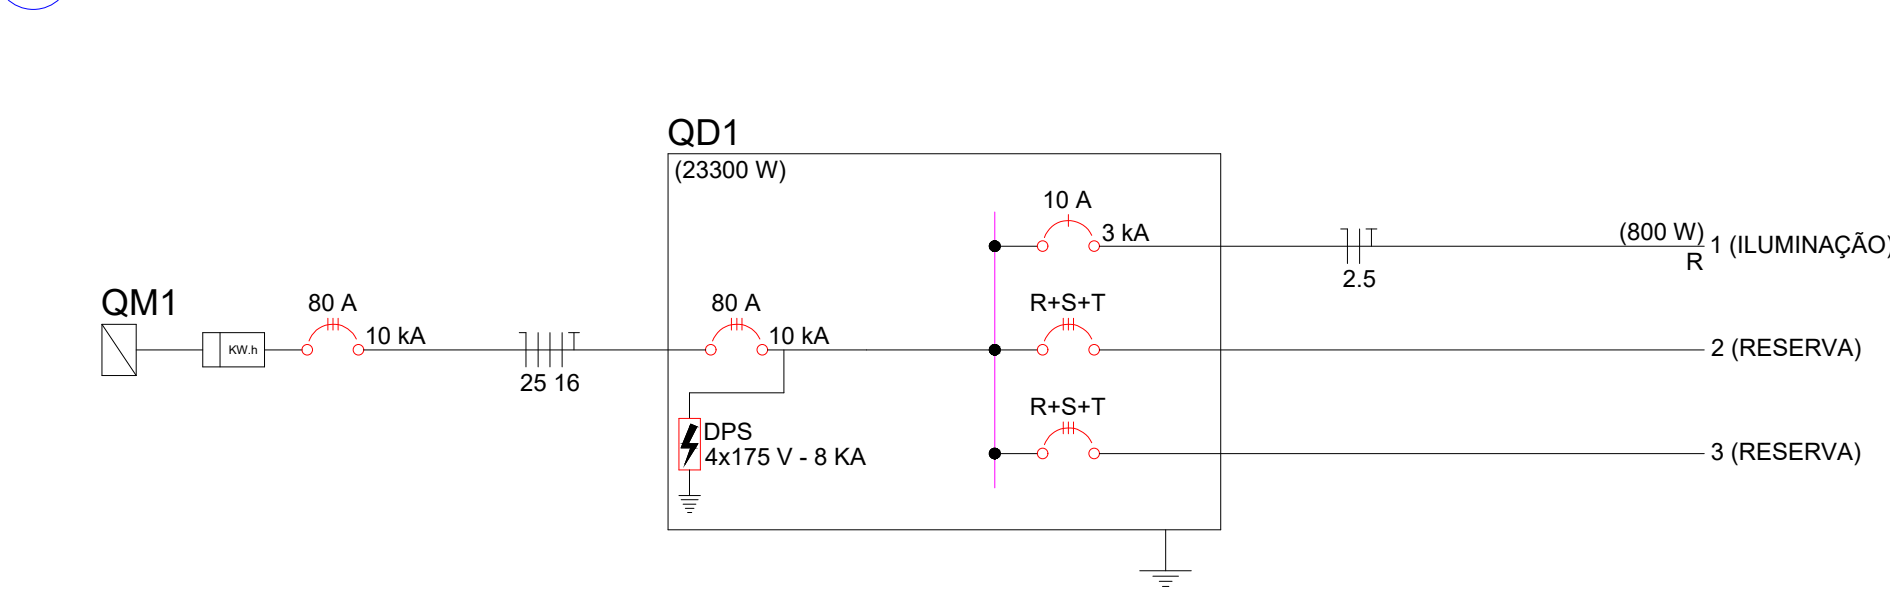 QD1
(23300 W)
10 A
3 kA
(800 W)
1 (ILUMINAÇÃO)
R
2.5
QM1
80 A
10 kA
KW.h
25 16
80 A
10 kA
R+S+T
2 (RESERVA)
R+S+T
3 (RESERVA)
DPS
4x175 V - 8 KA